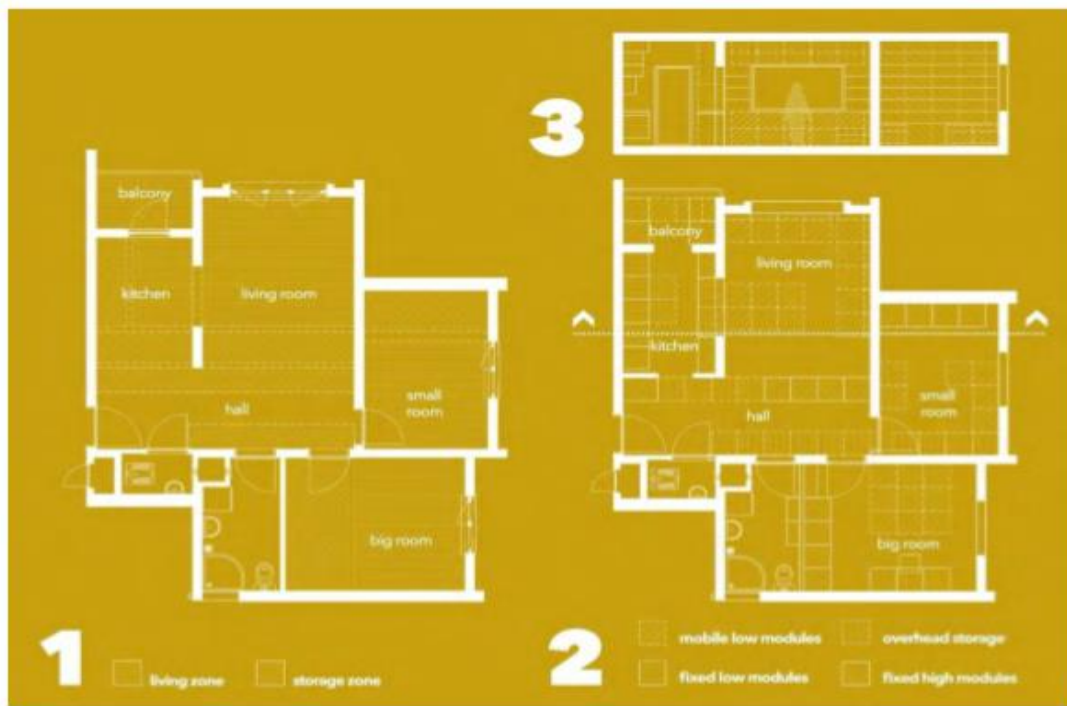 3
balcony
kitchen
living room
hall
small
room
big room
1
living zone
storage zone
balcony
living room
kitchen
small
room
hall
big room
2
mobile low modules
overhead storage
fixed low modules
fixed high modules